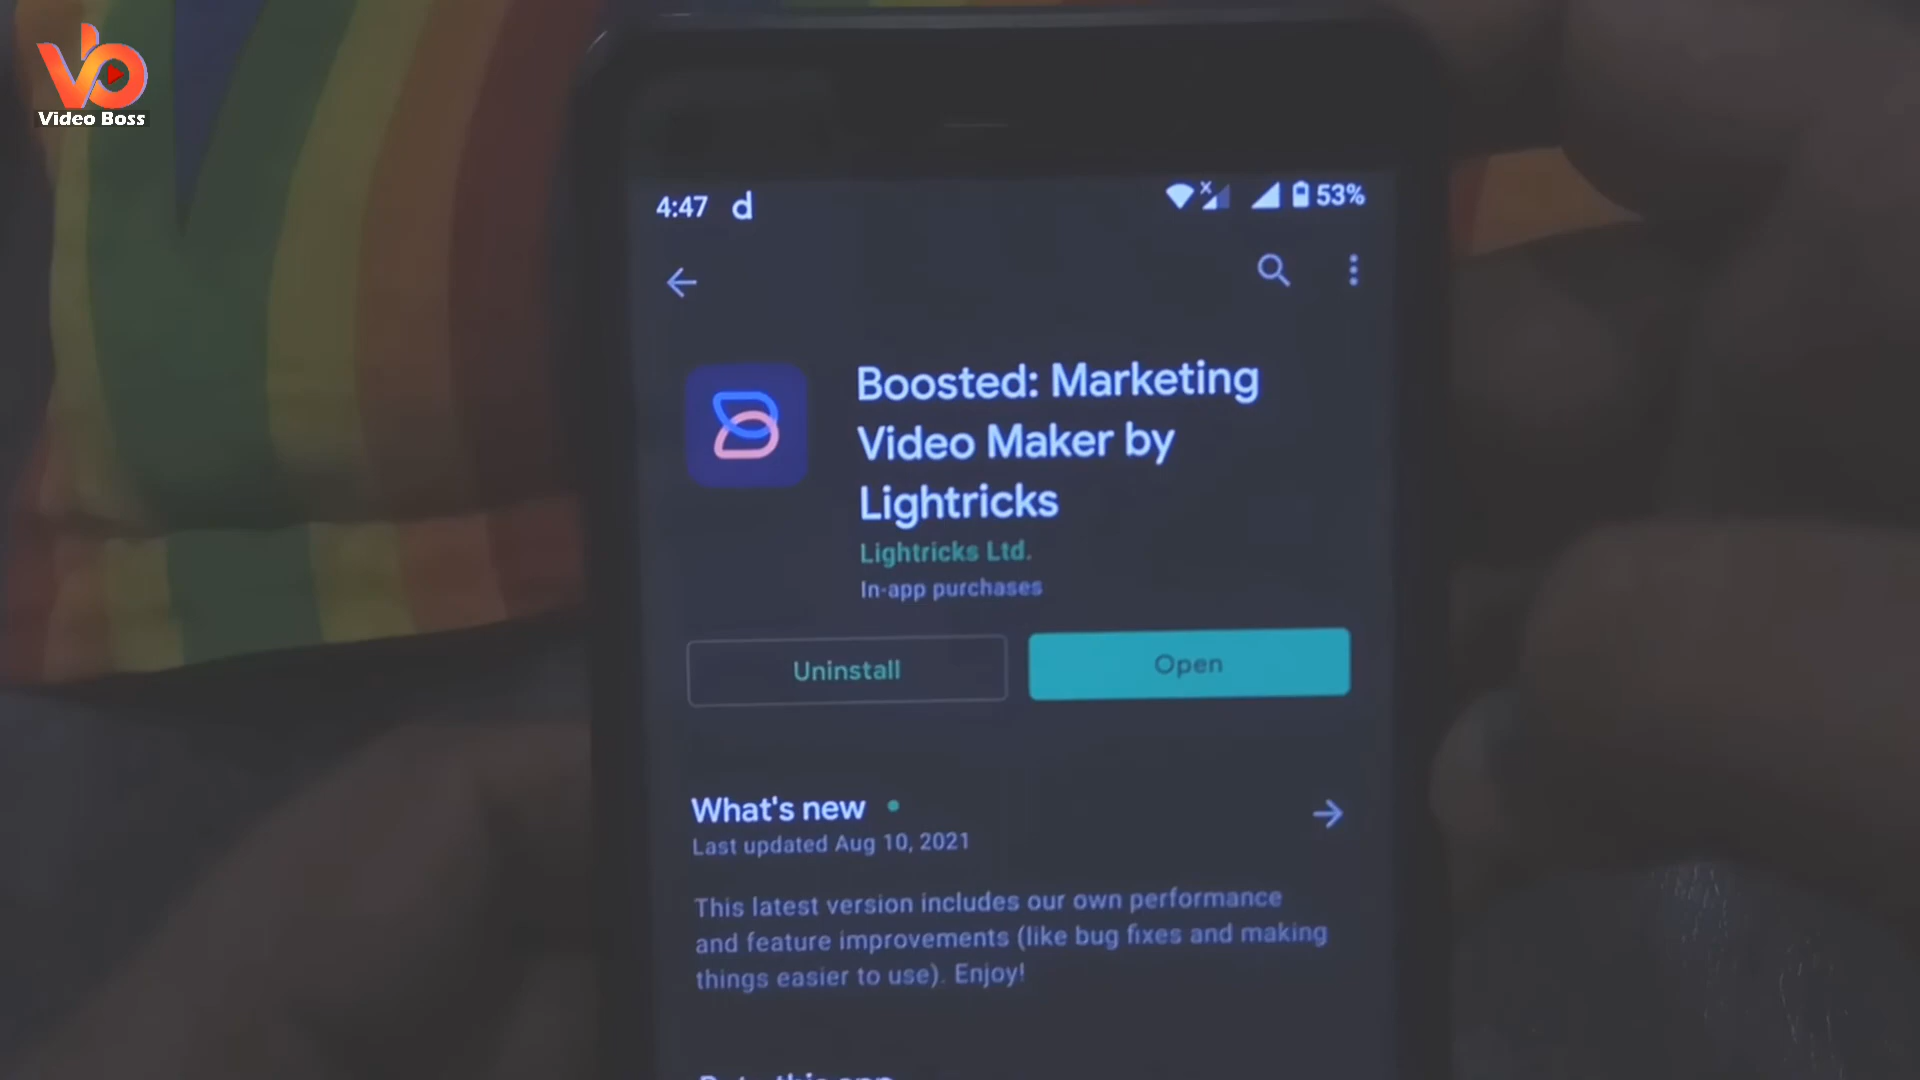 Video Boss
4:47 d
53%
Boosted: Marketing
Video Maker by
Lightricks
Lightricks Ltd.
In-app purchases
Uninstall
Open
What's new
Last updated Aug 10, 2021
This latest version includes our own performance
and feature improvements (like bug fixes and making
things easier to use). Enjoy!